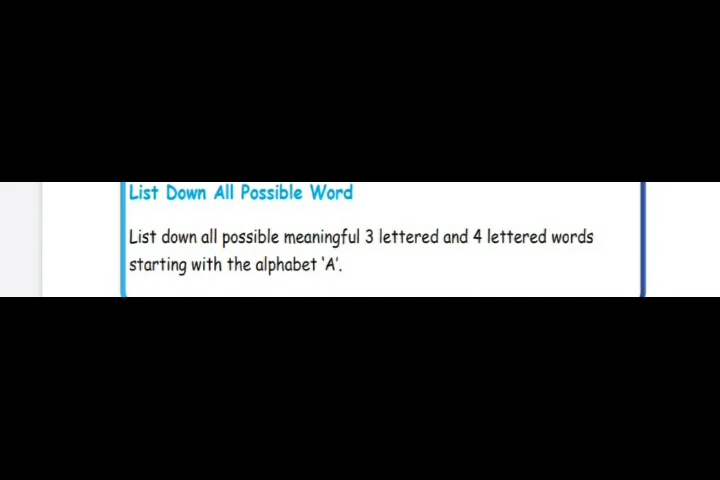 List Down All Possible Word
List down all possible meaningful 3 lettered and 4 lettered words
starting with the alphabet ‘A’.